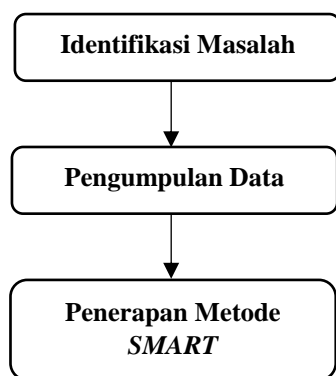 Identifikasi Masalah
Pengumpulan Data
Penerapan Metode
SMART